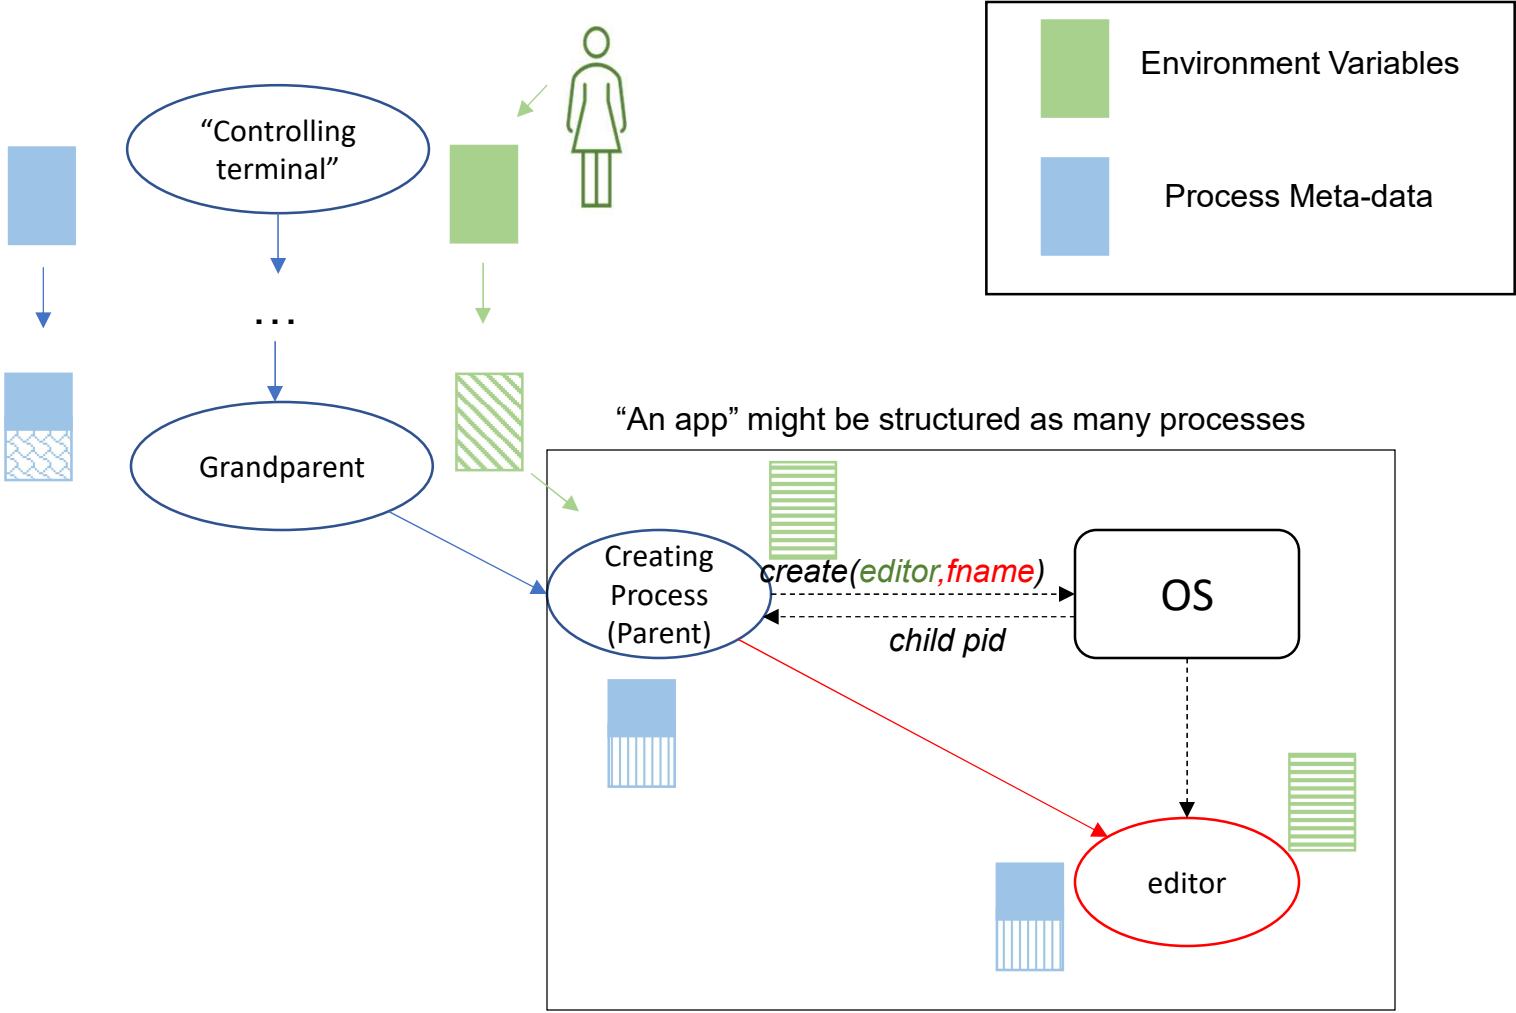 Environment Variables
Process Meta-data
“Controlling
terminal”
...
Grandparent
“An app” might be structured as many processes
Creating
Process
(Parent)
create(editor,fname)
child pid
OS
editor